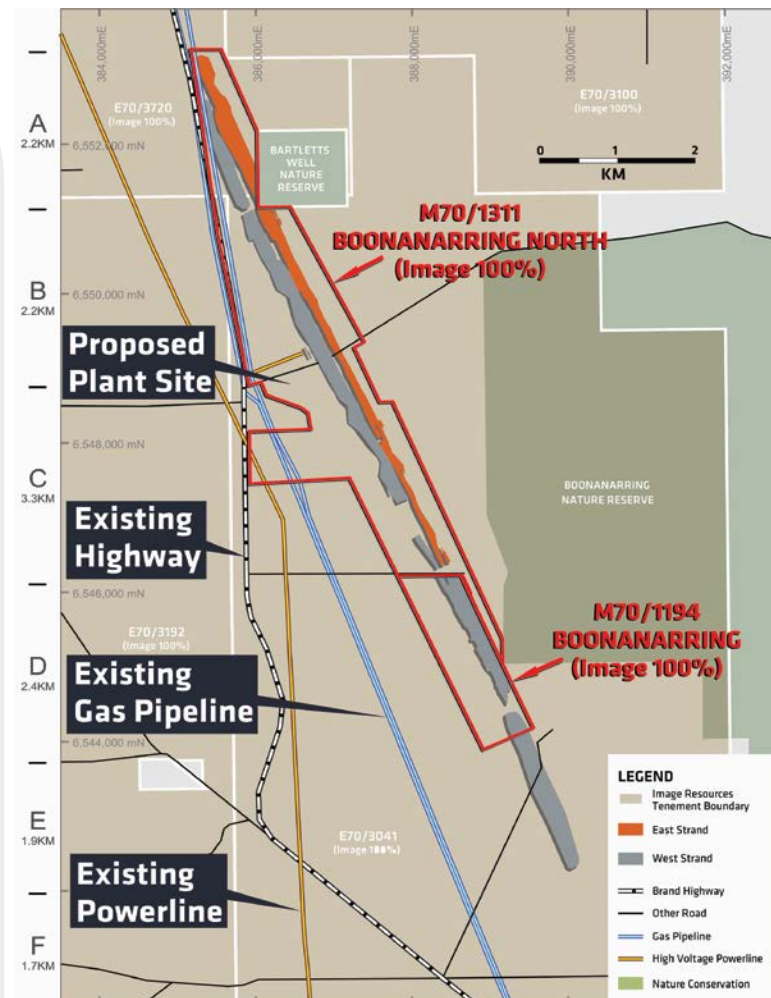 384,000mE
386,000mE
388,000mE
390,000mE
392,000mE
E70/3720
(Image 100%)
E70/3100
(Image 100%)
A
2.2KM
6,552,000 mN
BARTLETTS
WELL
NATURE
RESERVE
0 1 2
KM
M70/1311
BOONANARRING NORTH
(Image 100%)
B
2.2KM
6,550,000 mN
Proposed
Plant Site
6,548,000 mN
C
3.3KM
BOONANARRING
NATURE RESERVE
Existing
Highway
6,546,000 mN
M70/1194
BOONANARRING
(Image 100%)
E70/3192
(Image 100%)
D
2.4KM
Existing
Gas Pipeline
6,544,000 mN
E
1.9KM
E70/3041
(Image 100%)
Existing
Powerline
F
1.7KM
LEGEND
Image Resources
Tenement Boundary
East Strand
West Strand
Brand Highway
Other Road
Gas Pipeline
High Voltage Powerline
Nature Conservation